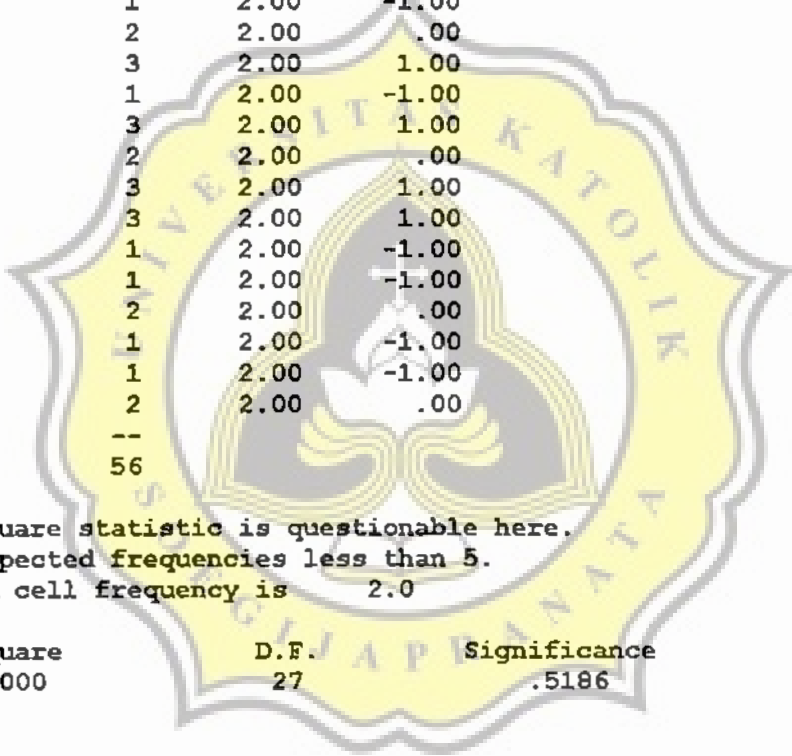 1 2.00 -1.00
2 2.00 .00
3 2.00 1.00
1 2.00 -1.00
3 2.00 1.00
2 2.00 .00
3 2.00 1.00
3 2.00 1.00
1 2.00 -1.00
1 2.00 -1.00
2 2.00 .00
1 2.00 -1.00
1 2.00 -1.00
2 2.00 .00
--
56
uare statistic is questionable here.
pected frequencies less than 5.
cell frequency is 2.0
uare D.F. Significance
000 27 .5186
UNIVERSITAS KATOLIK
SOEGIJAPRANATA